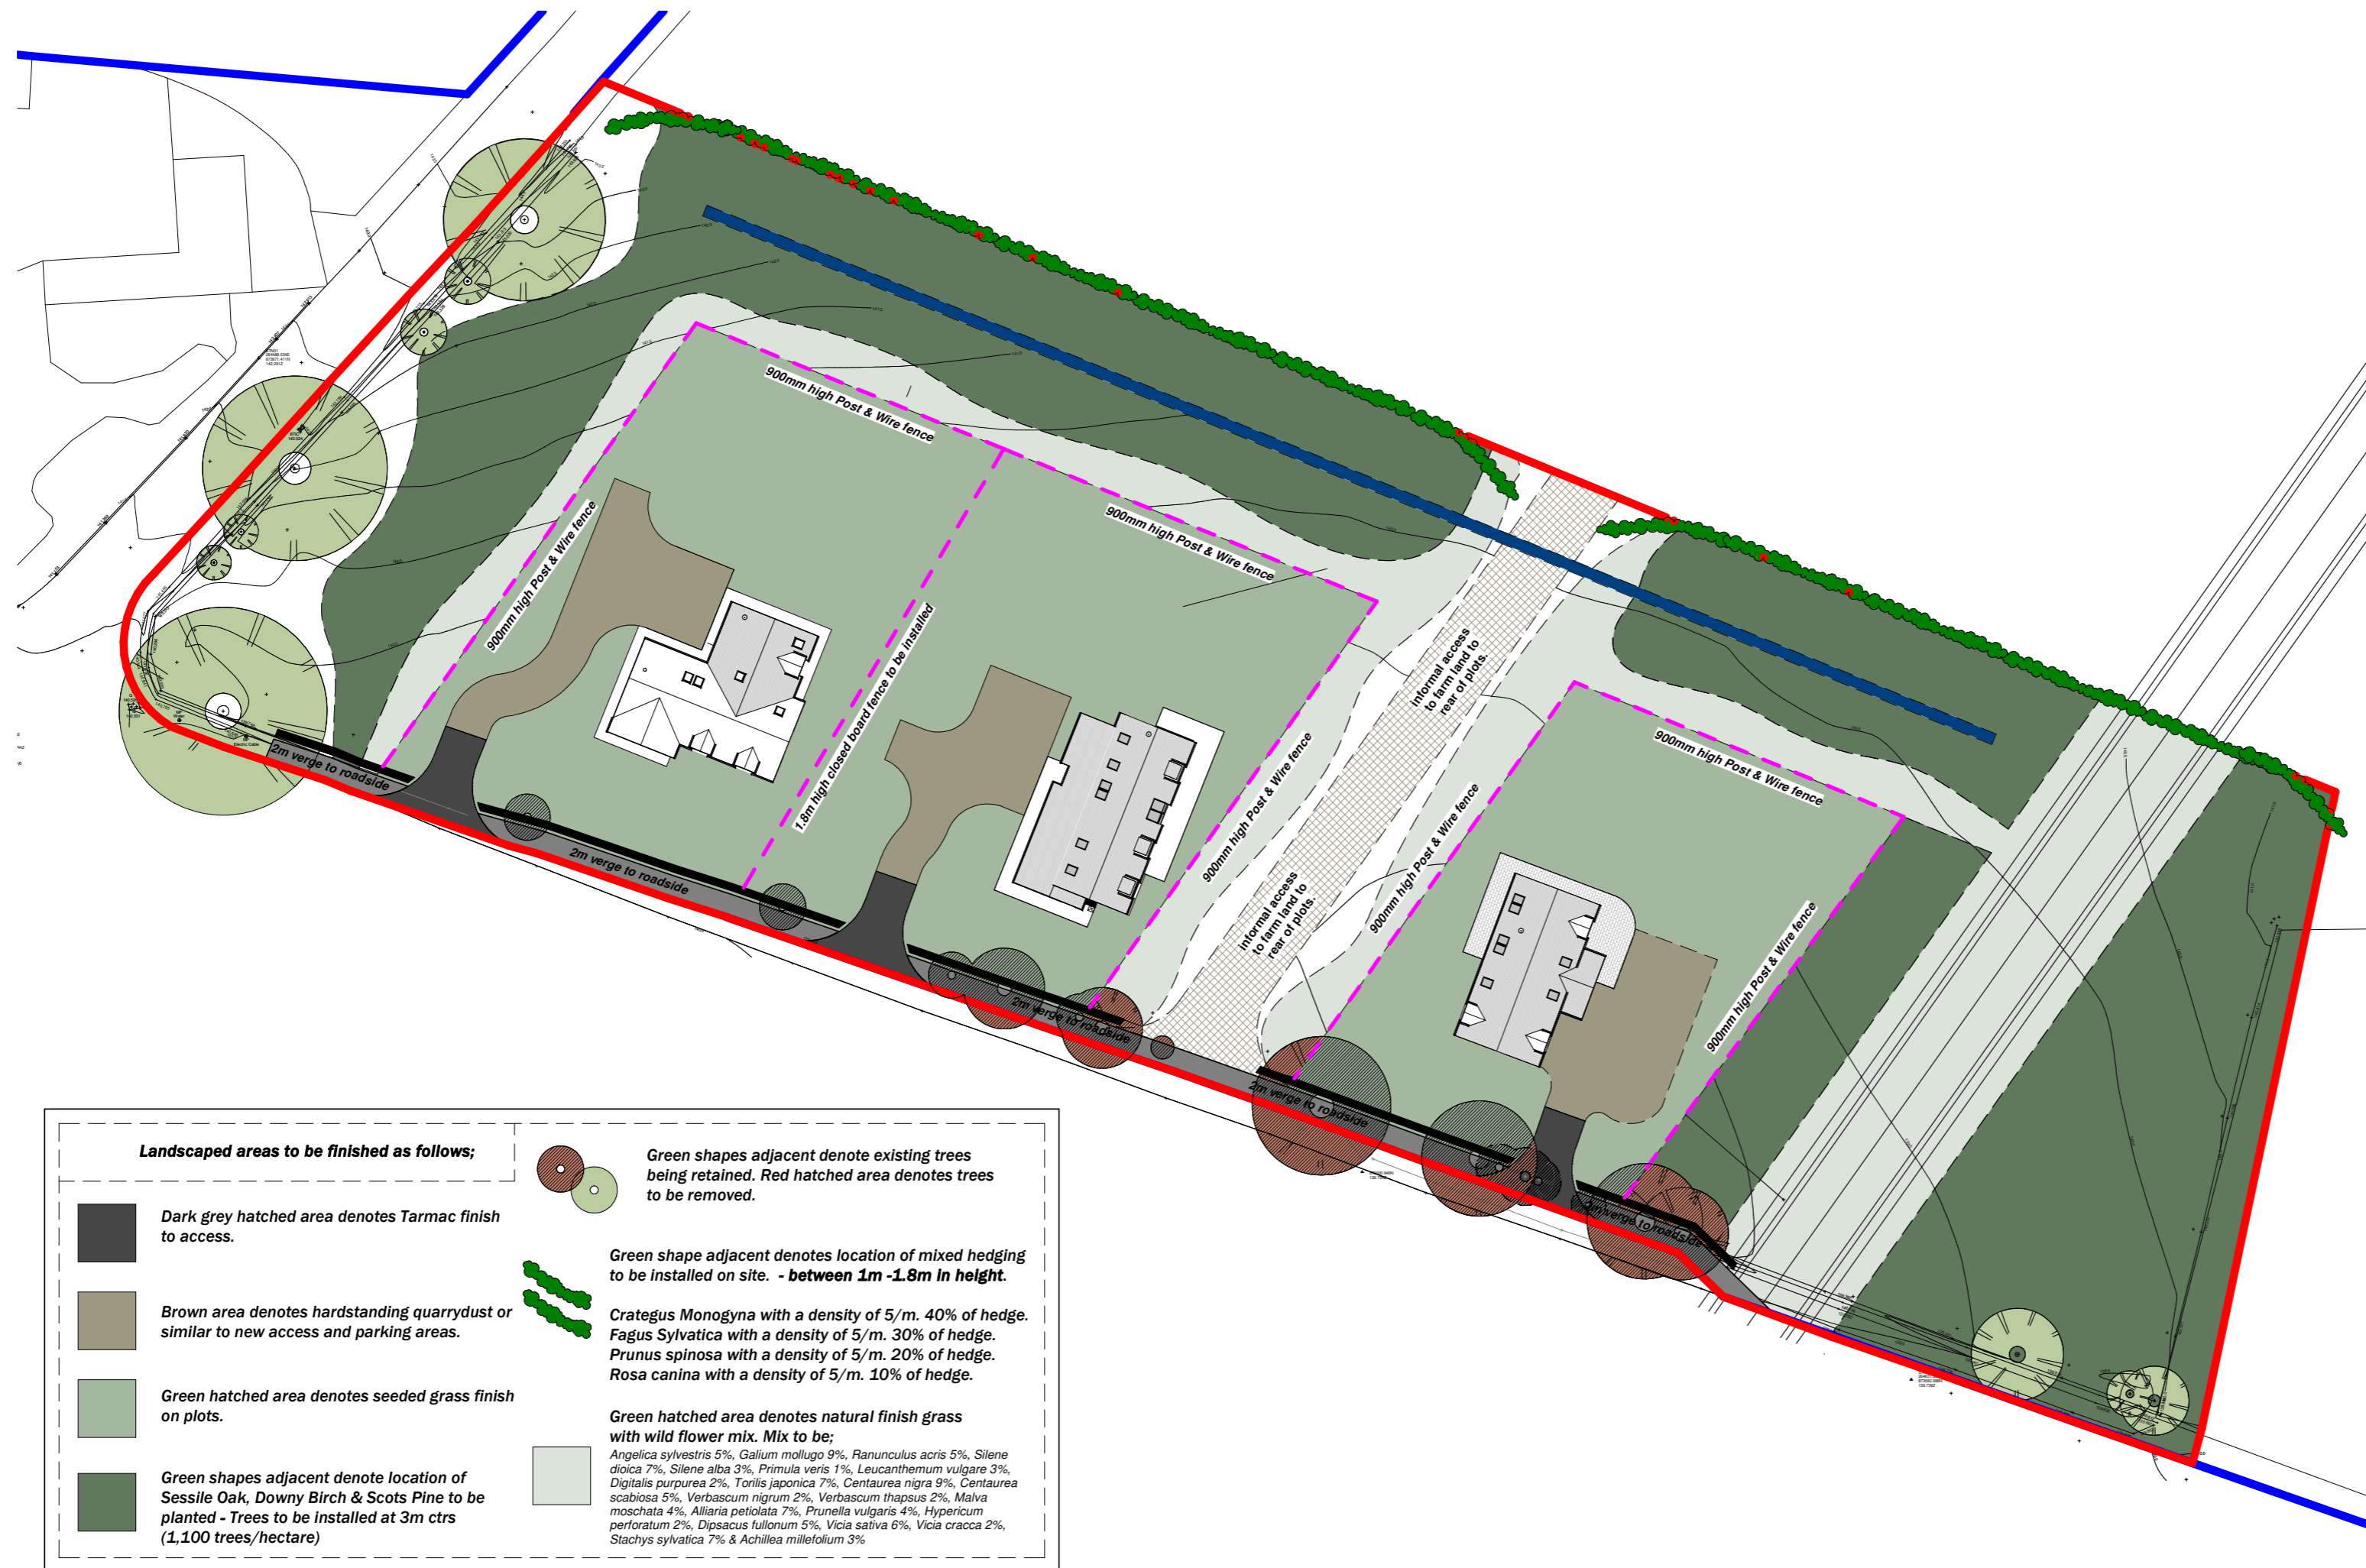 900mm high Post & Wire fence
900mm high Post & Wire fence
900mm high Post & Wire fence
1.8m high closed board fence to be installed
informal access
to farm land to
rear of plots.
900mm high Post & Wire fence
900mm high Post & Wire fence
900mm high Post & Wire fence
informal access
to farm land to
rear of plots.
900mm high Post & Wire fence
Electric Cable
2m verge to roadside
2m verge to roadside
2m verge to roadside
2m verge to roadside
2m verge to roadside
Landscaped areas to be finished as follows;
Dark grey hatched area denotes Tarmac finish
to access.
Brown area denotes hardstanding quarrydust or
similar to new access and parking areas.
Green hatched area denotes seeded grass finish
on plots.
Green shapes adjacent denote location of
Sessile Oak, Downy Birch & Scots Pine to be
planted - Trees to be installed at 3m ctrs
(1,100 trees/hectare)
Green shapes adjacent denote existing trees
being retained. Red hatched area denotes trees
to be removed.
Green shape adjacent denotes location of mixed hedging
to be installed on site. - between 1m -1.8m in height.
Crategus Monogyna with a density of 5/m. 40% of hedge.
Fagus Sylvatica with a density of 5/m. 30% of hedge.
Prunus spinosa with a density of 5/m. 20% of hedge.
Rosa canina with a density of 5/m. 10% of hedge.
Green hatched area denotes natural finish grass
with wild flower mix. Mix to be;
Angelica sylvestris 5%, Galium mollugo 9%, Ranunculus acris 5%, Silene
dioica 7%, Silene alba 3%, Primula veris 1%, Leucanthemum vulgare 3%,
Digitalis purpurea 2%, Torilis japonica 7%, Centaurea nigra 9%, Centaurea
scabiosa 5%, Verbascum nigrum 2%, Verbascum thapsus 2%, Malva
moschata 4%, Alliaria petiolata 7%, Prunella vulgaris 4%, Hypericum
perforatum 2%, Dipsacus fullonum 5%, Vicia sativa 6%, Vicia cracca 2%,
Stachys sylvatica 7% & Achillea millefolium 3%